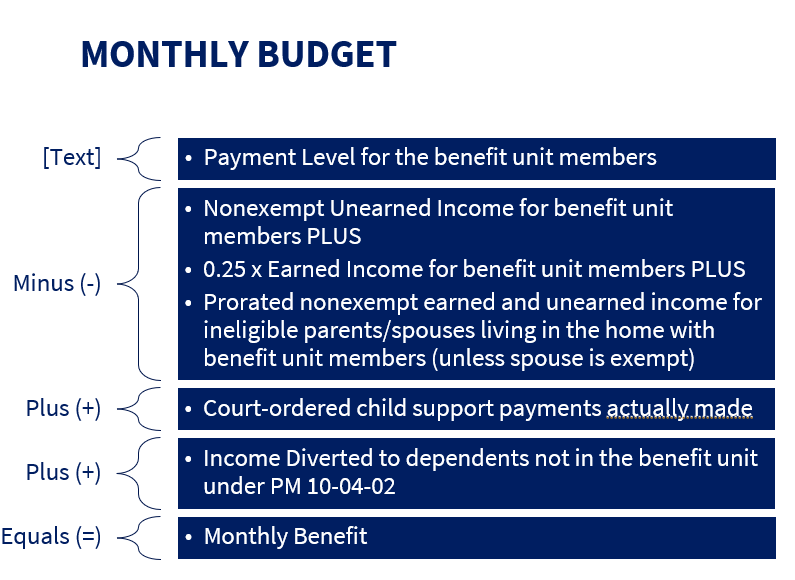 MONTHLY BUDGET
[Text]
• Payment Level for the benefit unit members
Minus (-)
• Nonexempt Unearned Income for benefit unit
members PLUS
• 0.25 x Earned Income for benefit unit members PLUS
• Prorated nonexempt earned and unearned income for
ineligible parents/spouses living in the home with
benefit unit members (unless spouse is exempt)
Plus (+)
• Court-ordered child support payments actually made
Plus (+)
• Income Diverted to dependents not in the benefit unit
under PM 10-04-02
Equals (=)
• Monthly Benefit